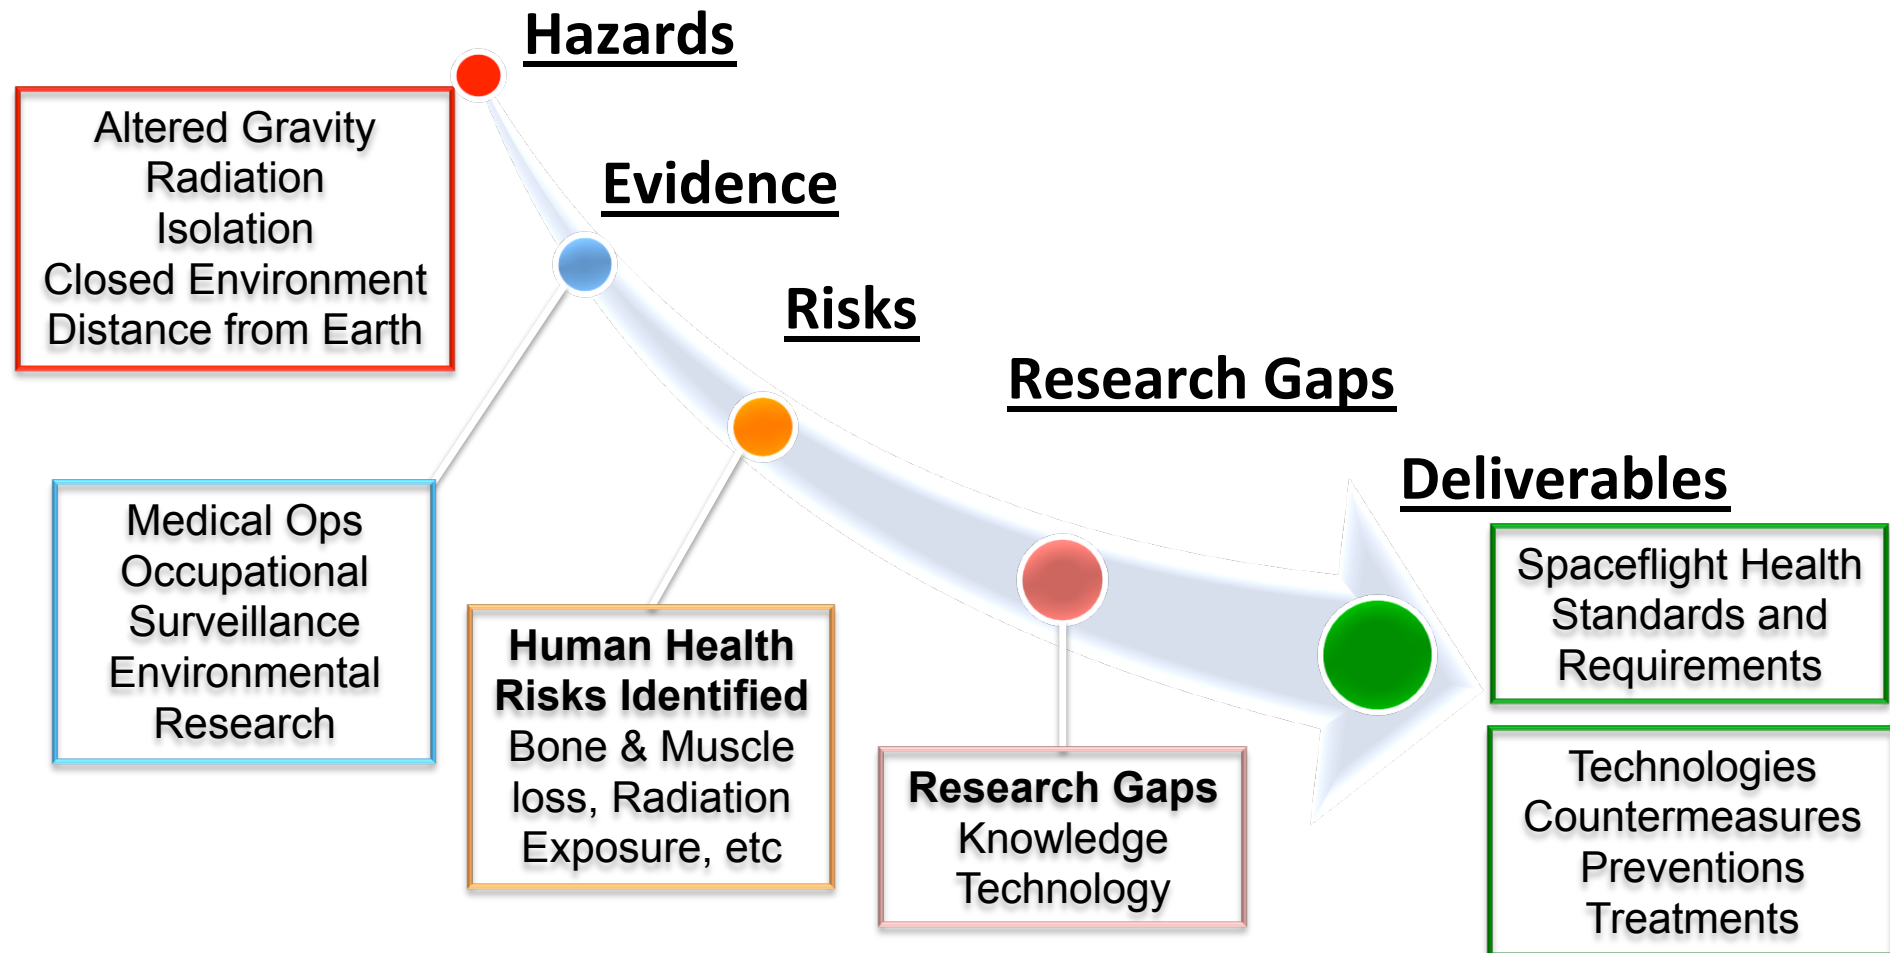 Hazards
Altered Gravity
Radiation
Isolation
Closed Environment
Distance from Earth
Evidence
Medical Ops
Occupational
Surveillance
Environmental
Research
Risks
Human Health
Risks Identified
Bone & Muscle
loss, Radiation
Exposure, etc
Research Gaps
Research Gaps
Knowledge
Technology
Deliverables
Spaceflight Health
Standards and
Requirements
Technologies
Countermeasures
Preventions
Treatments